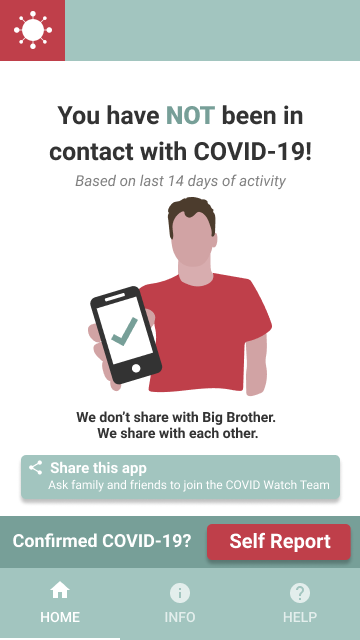 You have NOT been in
contact with COVID-19!
Based on last 14 days of activity
We don't share with Big Brother.
We share with each other.
Share this app
Ask family and friends to join the COVID Watch Team
Confirmed COVID-19? Self Report
HOME INFO HELP